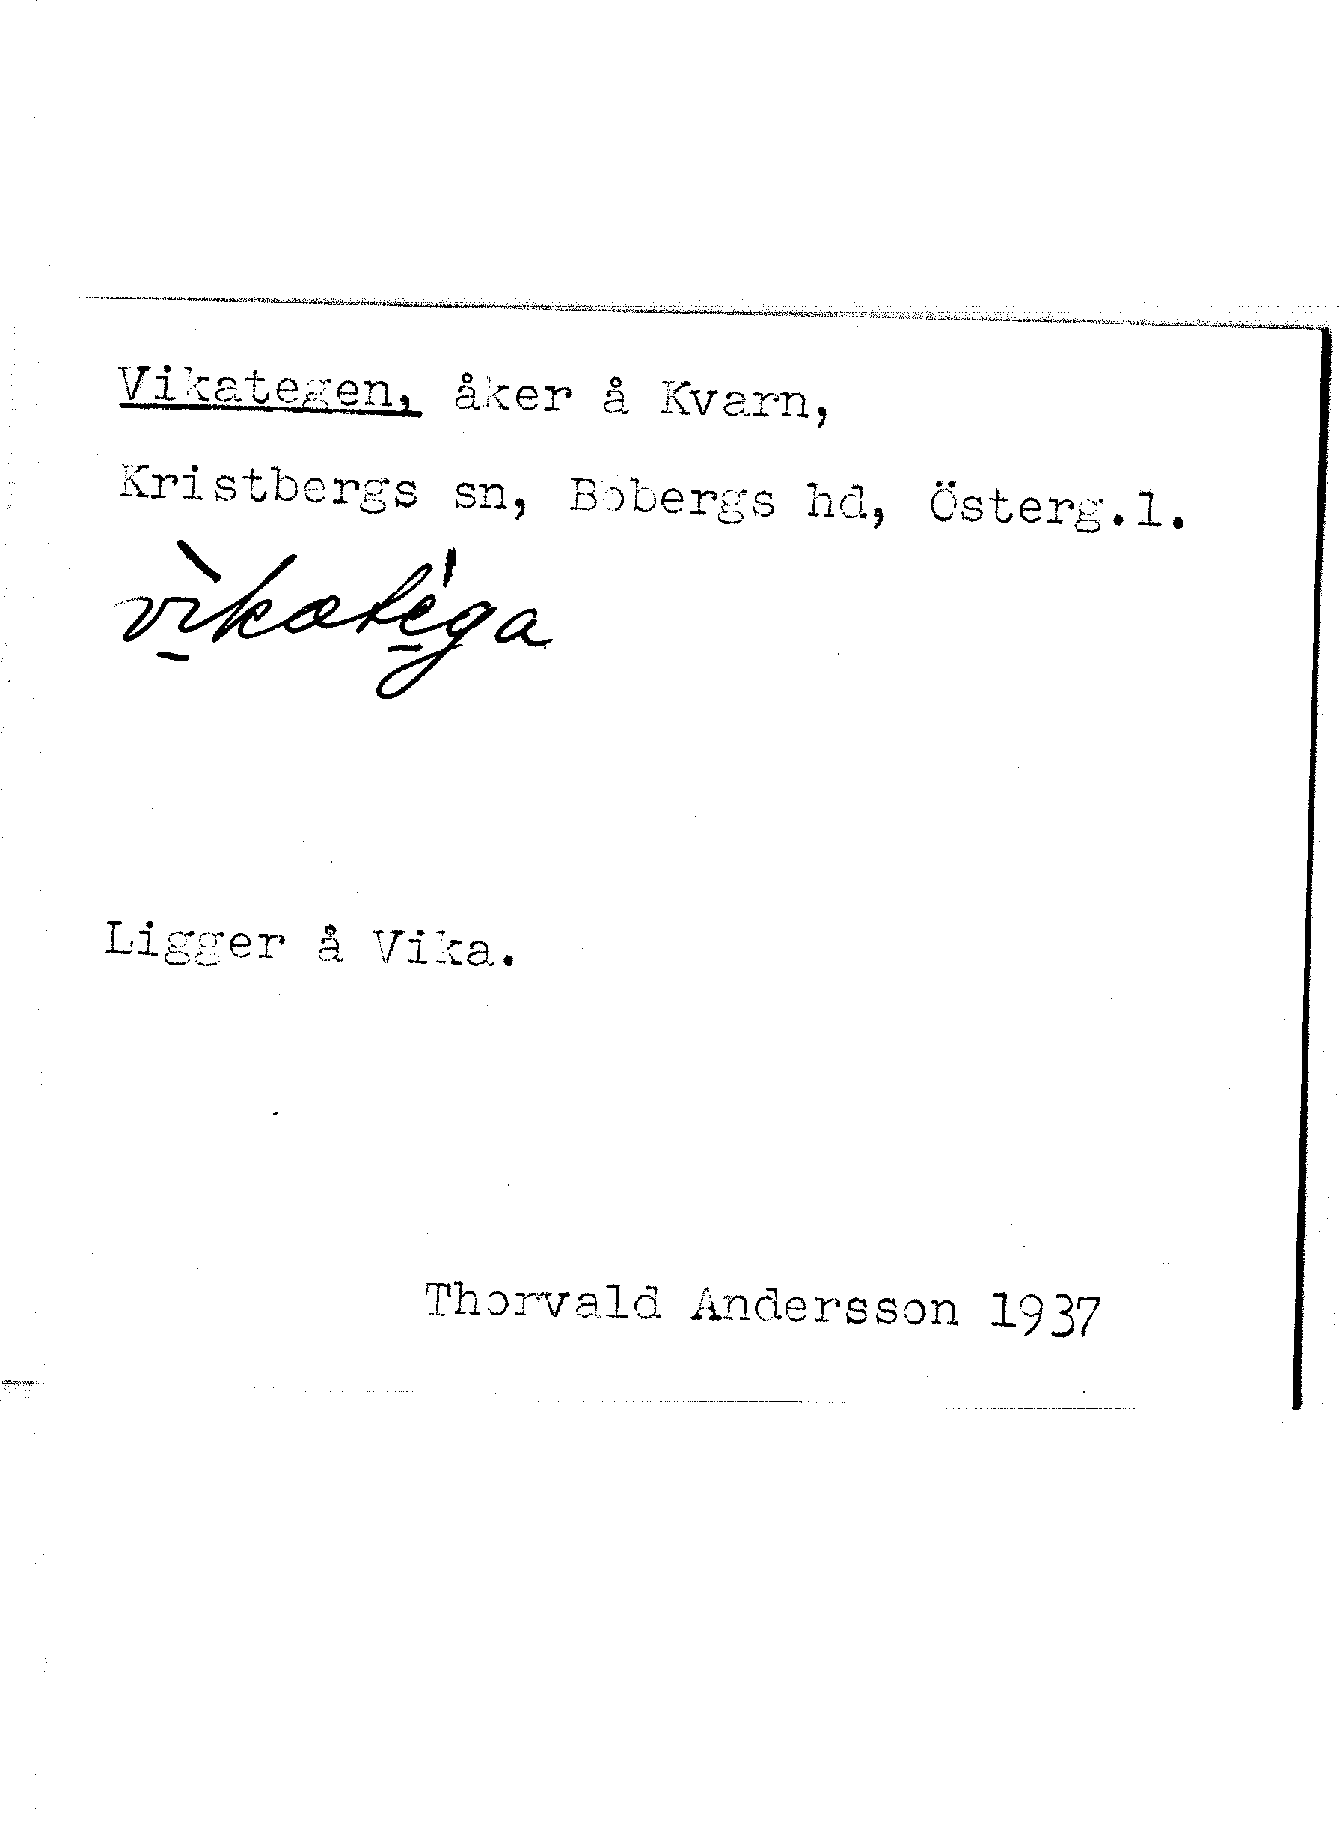 Vikategen, åker å Kvarn,
Kristbergs sn, Bobergs hd, Österg.l.
vìkatéga
Ligger å Vika.
Thorvald Andersson 1937